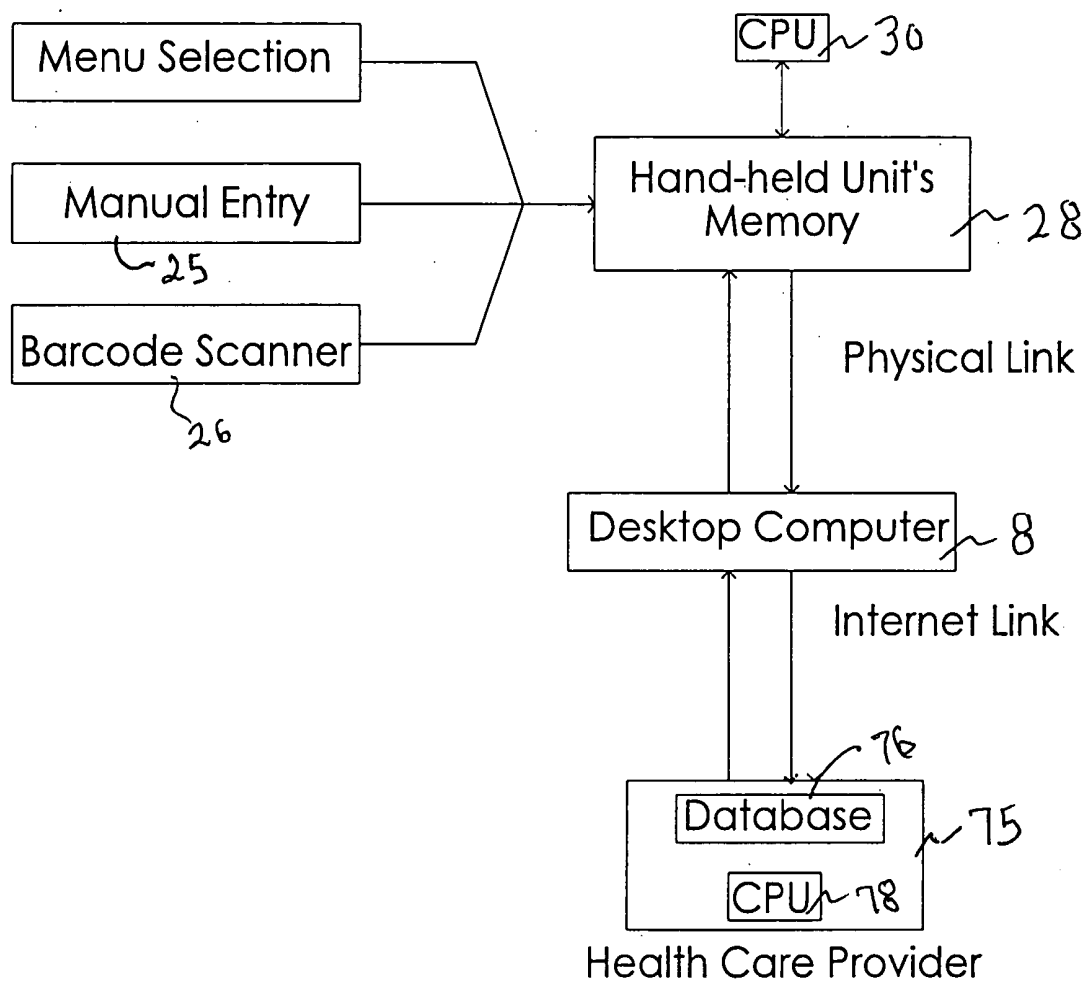 Menu Selection
CPU 30
Manual Entry
25
Hand-held Unit's
Memory
28
Barcode Scanner
26
Physical Link
Desktop Computer 8
Internet Link
76
Database
75
CPU 78
Health Care Provider